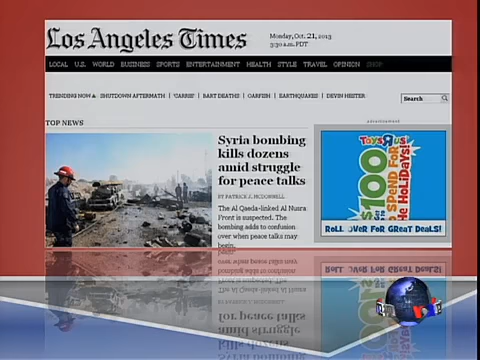 Los Angeles Times
Monday, Oct. 21, 2013
3:30 a.m. PDT
LOCAL U.S. WORLD BUSINESS SPORTS ENTERTAINMENT HEALTH STYLE TRAVEL OPINION SHOP
TRENDING NOW SHUTDOWN AFTERMATH 'CARRIE' BART DEATHS CARFISH EARTHQUAKES DEVIN HESTER
Search
TOP NEWS
advertisement
Syria bombing
kills dozens
amid struggle
for peace talks
BY PATRICK J. MCDONNELL
The Al Qaeda-linked Al Nusra
Front is suspected. The
bombing adds to confusion
over when peace talks may
begin.
ToysRus
$100
SPEND FOR
the HOLIDAYS!
ROLL OVER FOR GREAT DEALS!